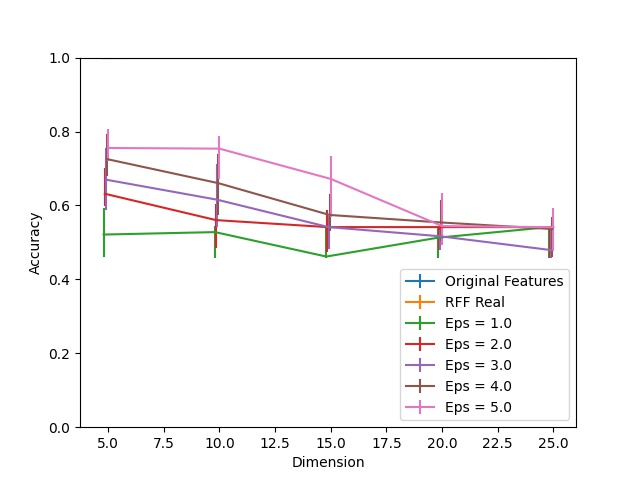 1.0
0.8
0.6
0.4
0.2
0.0
Accuracy
Original Features
RFF Real
Eps = 1.0
Eps = 2.0
Eps = 3.0
Eps = 4.0
Eps = 5.0
5.0 7.5 10.0 12.5 15.0 17.5 20.0 22.5 25.0
Dimension